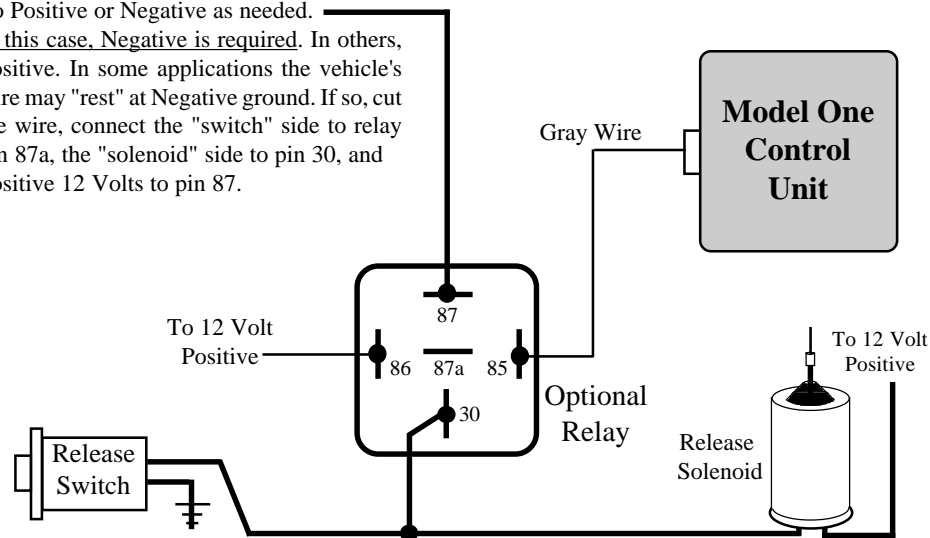 Positive or Negative as needed.
this case, Negative is required. In others,
ositive. In some applications the vehicle's
ire may "rest" at Negative ground. If so, cut
e wire, connect the "switch" side to relay
n 87a, the "solenoid" side to pin 30, and
ositive 12 Volts to pin 87.
Gray Wire
Model One
Control
Unit
87
To 12 Volt
Positive
86
87a
85
30
Optional
Relay
To 12 Volt
Positive
Release
Solenoid
Release
Switch